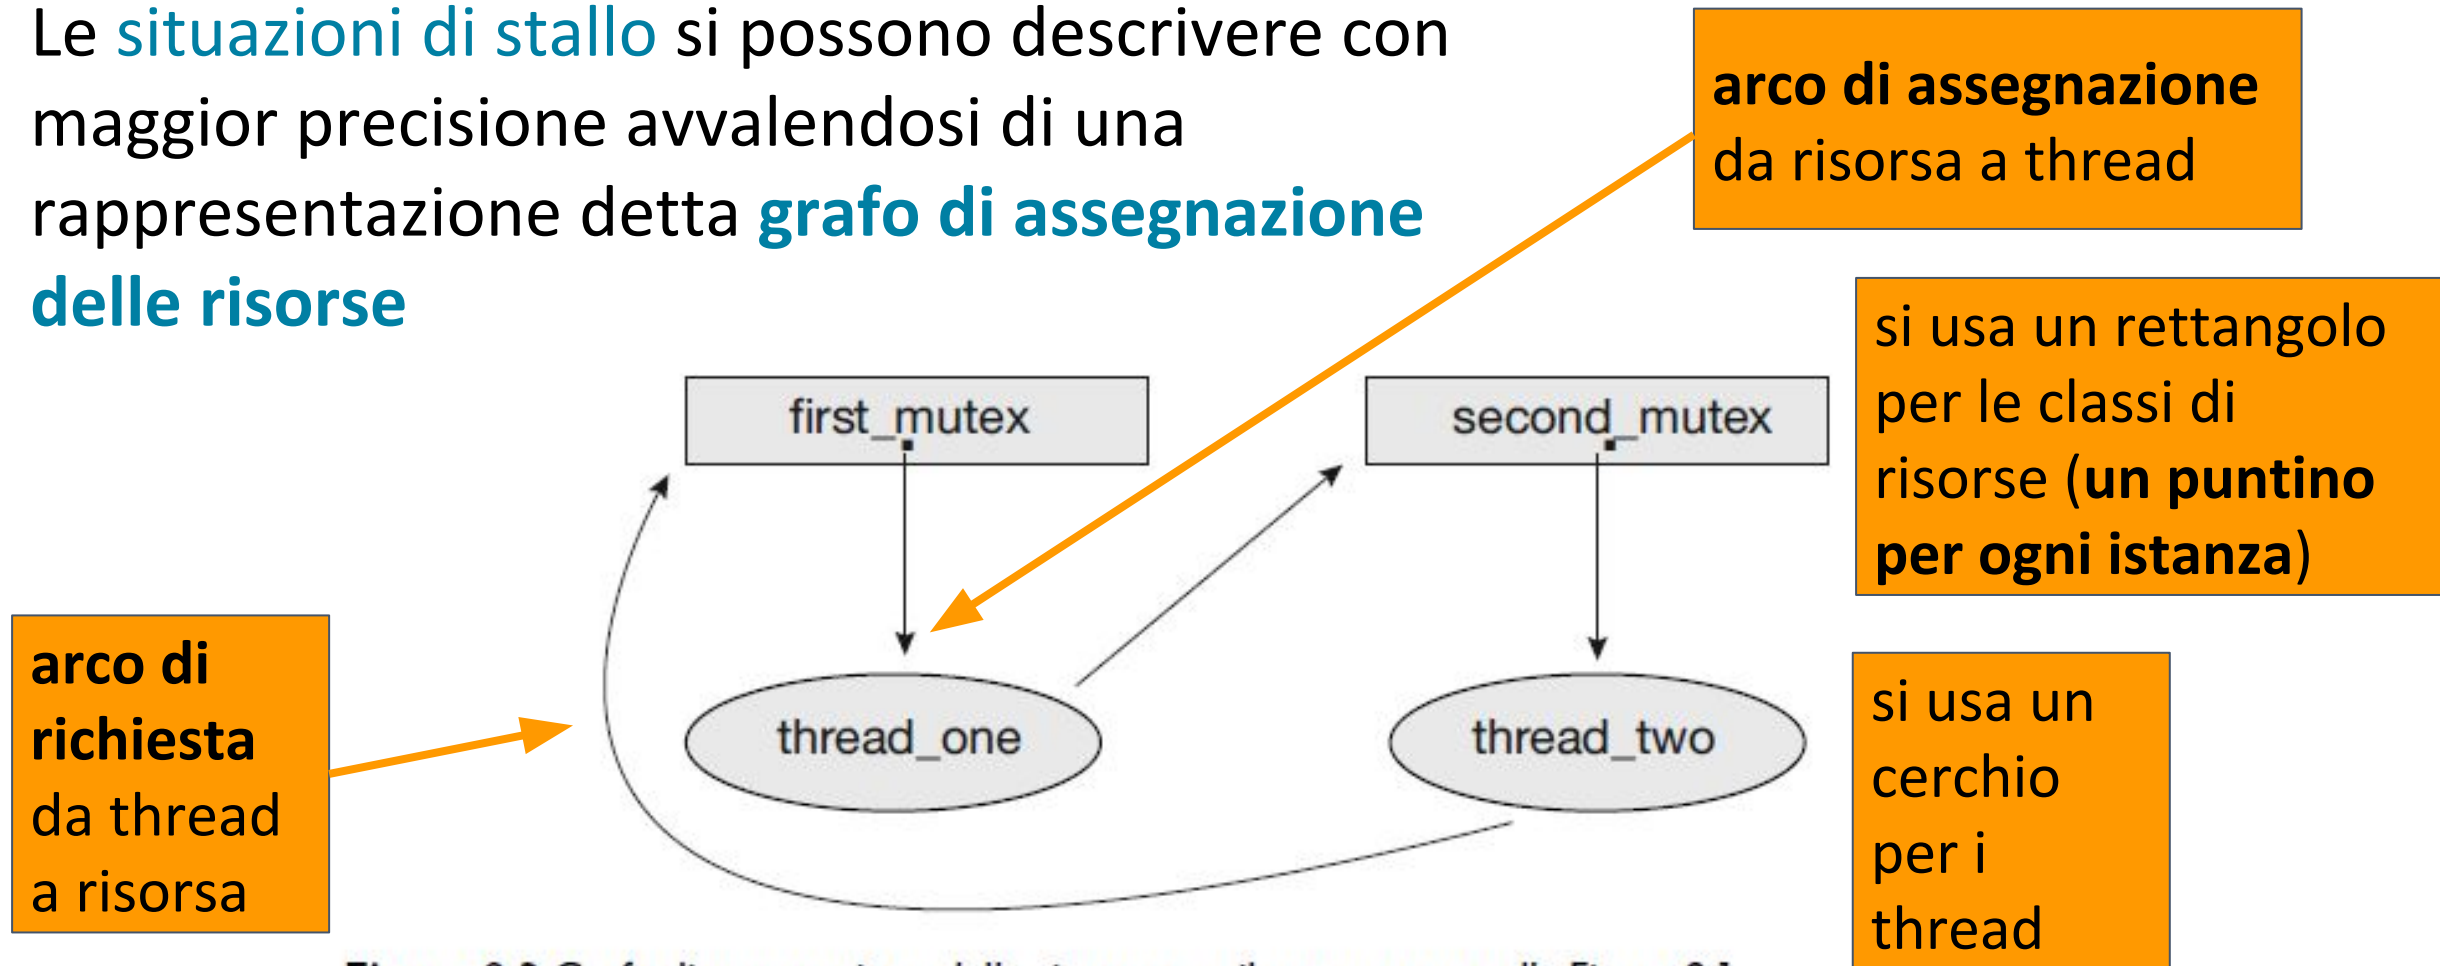 Le situazioni di stallo si possono descrivere con
maggior precisione avvalendosi di una
rappresentazione detta grafo di assegnazione
delle risorse
arco di assegnazione
da risorsa a thread
si usa un rettangolo
per le classi di
risorse (un puntino
per ogni istanza)
first_mutex
second_mutex
arco di
richiesta
da thread
a risorsa
thread_one
thread_two
si usa un
cerchio
per i
thread